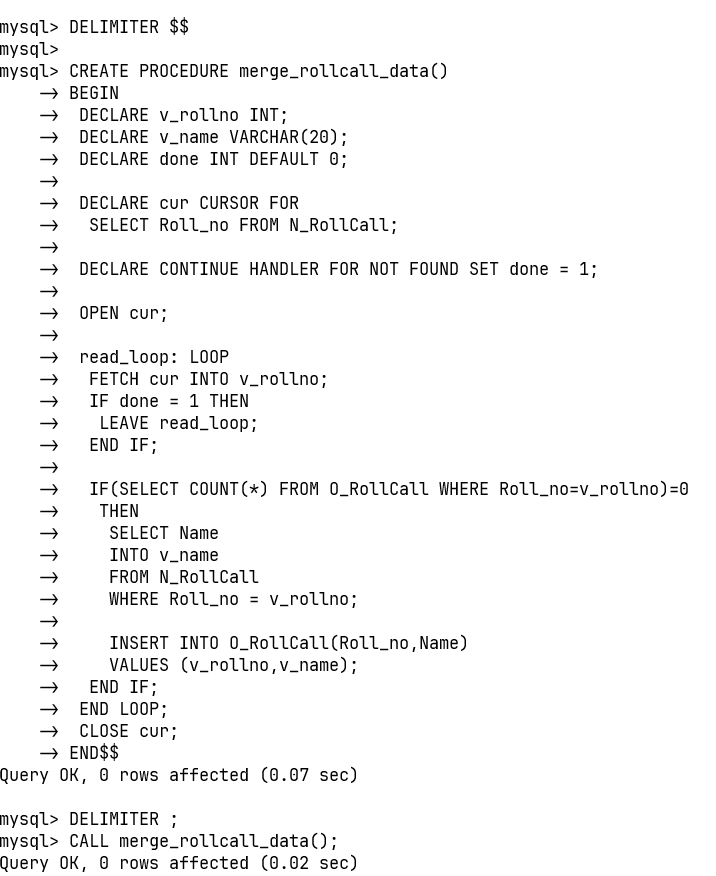 mysql> DELIMITER $$
mysql>
mysql> CREATE PROCEDURE merge_rollcall_data()
    -> BEGIN
    ->  DECLARE v_rollno INT;
    ->  DECLARE v_name VARCHAR(20);
    ->  DECLARE done INT DEFAULT 0;
    ->
    ->  DECLARE cur CURSOR FOR
    ->   SELECT Roll_no FROM N_RollCall;
    ->
    ->  DECLARE CONTINUE HANDLER FOR NOT FOUND SET done = 1;
    ->
    ->  OPEN cur;
    ->
    ->  read_loop: LOOP
    ->   FETCH cur INTO v_rollno;
    ->   IF done = 1 THEN
    ->    LEAVE read_loop;
    ->   END IF;
    ->
    ->   IF(SELECT COUNT(*) FROM O_RollCall WHERE Roll_no=v_rollno)=0
    ->    THEN
    ->     SELECT Name
    ->     INTO v_name
    ->     FROM N_RollCall
    ->     WHERE Roll_no = v_rollno;
    ->
    ->     INSERT INTO O_RollCall(Roll_no,Name)
    ->     VALUES (v_rollno,v_name);
    ->   END IF;
    ->  END LOOP;
    ->  CLOSE cur;
    -> END$$
Query OK, 0 rows affected (0.07 sec)

mysql> DELIMITER ;
mysql> CALL merge_rollcall_data();
Query OK, 0 rows affected (0.02 sec)